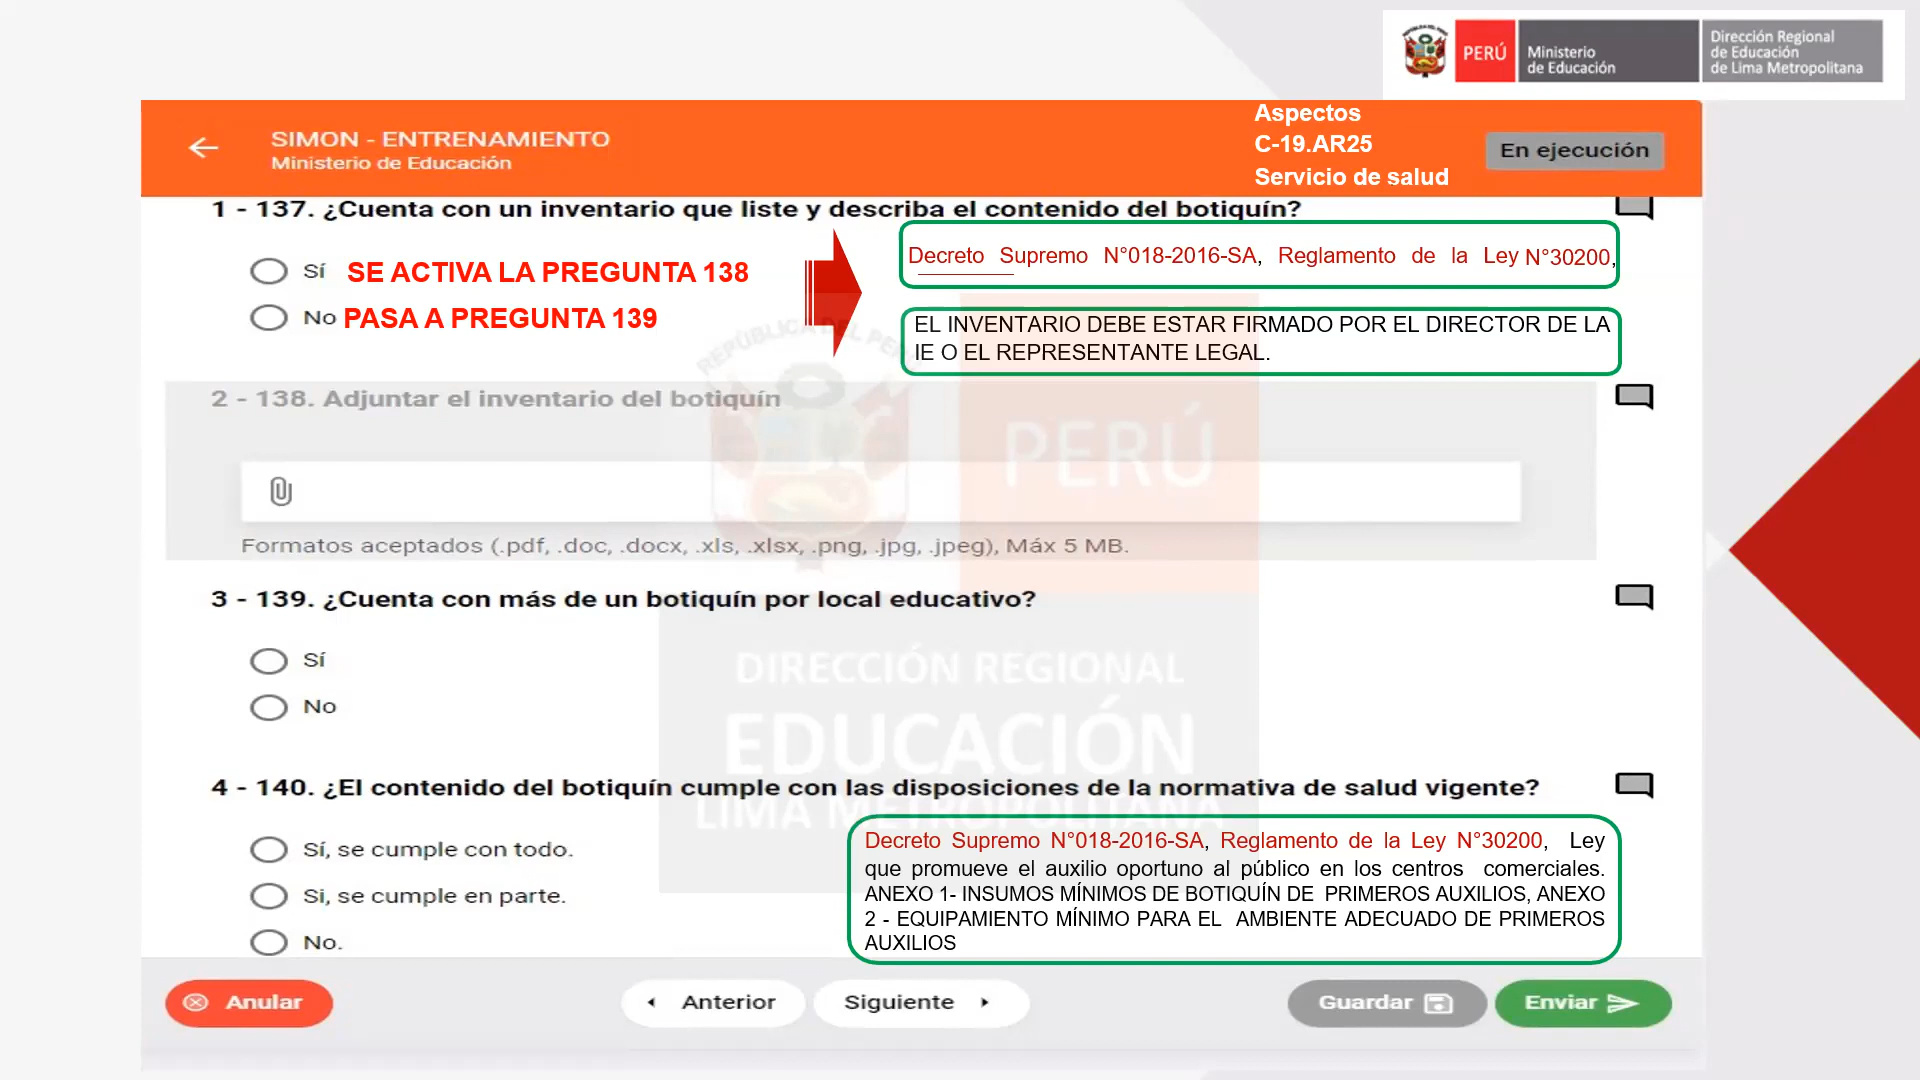 PERÚ
Ministerio
de Educación
Dirección Regional
de Educación
de Lima Metropolitana
SIMON - ENTRENAMIENTO
Ministerio de Educación
Aspectos
C-19.AR25
Servicio de salud
En ejecución
1 - 137. ¿Cuenta con un inventario que liste y describa el contenido del botiquín?
Sí SE ACTIVA LA PREGUNTA 138
No PASA A PREGUNTA 139
Decreto Supremo N°018-2016-SA, Reglamento de la Ley N°30200,
EL INVENTARIO DEBE ESTAR FIRMADO POR EL DIRECTOR DE LA
IE O EL REPRESENTANTE LEGAL.
2 - 138. Adjuntar el inventario del botiquín
Formatos aceptados (.pdf, .doc, .docx, .xls, .xlsx, .png, .jpg, .jpeg), Máx 5 MB.
3 - 139. ¿Cuenta con más de un botiquín por local educativo?
Sí
No
4 - 140. ¿El contenido del botiquín cumple con las disposiciones de la normativa de salud vigente?
Sí, se cumple con todo.
Si, se cumple en parte.
No.
Decreto Supremo N°018-2016-SA, Reglamento de la Ley N°30200, Ley
que promueve el auxilio oportuno al público en los centros comerciales.
ANEXO 1- INSUMOS MÍNIMOS DE BOTIQUÍN DE PRIMEROS AUXILIOS, ANEXO
2 - EQUIPAMIENTO MÍNIMO PARA EL AMBIENTE ADECUADO DE PRIMEROS
AUXILIOS
REPÚBLICA DEL PERÚ
PERÚ
DIRECCIÓN REGIONAL
EDUCACIÓN
LIMA METROPOLITANA
Anular
Anterior
Siguiente
Guardar
Enviar